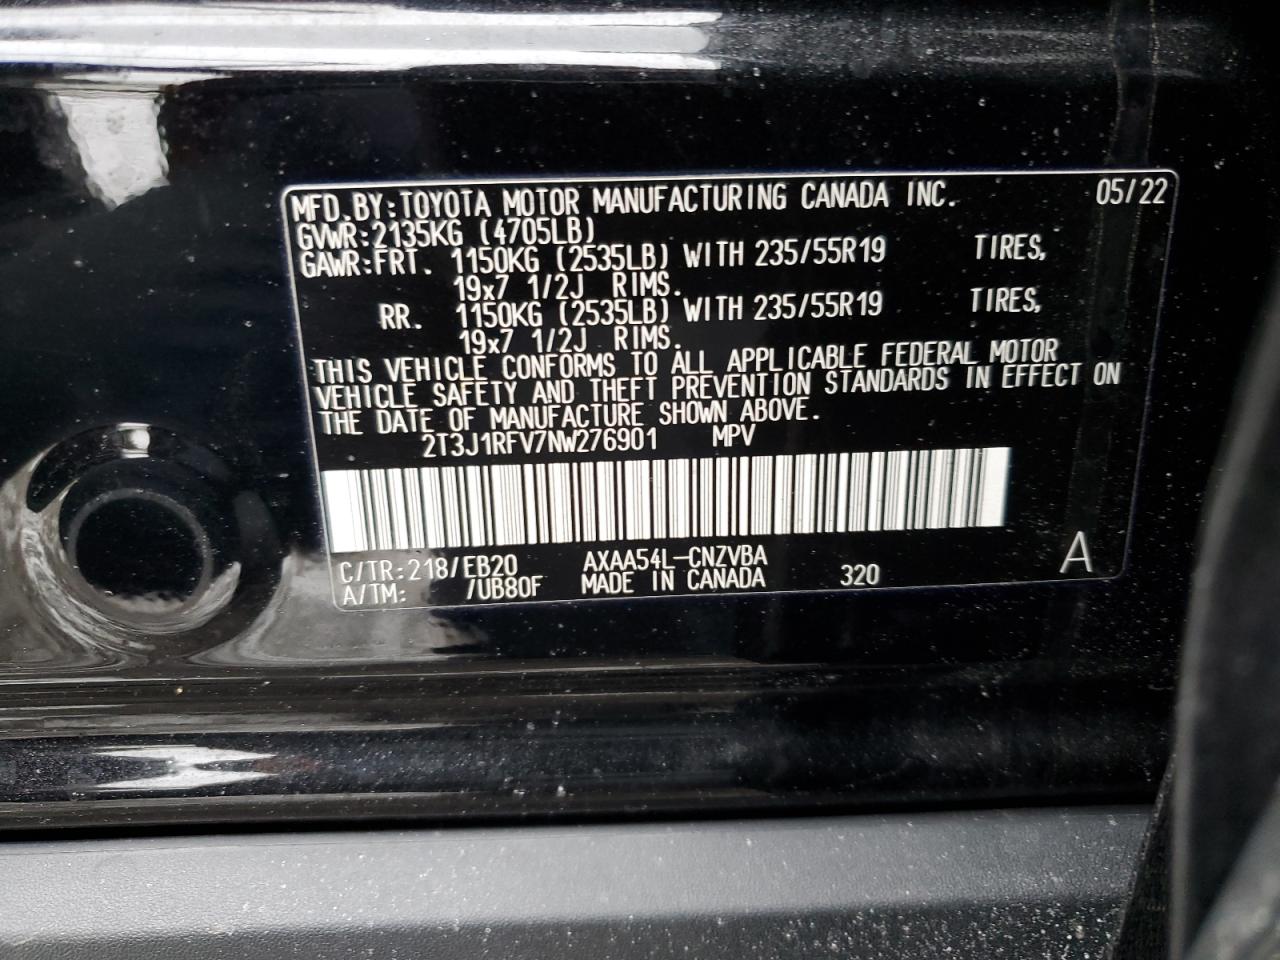 MFD.BY:TOYOTA MOTOR MANUFACTURING CANADA INC. 05/22
GVWR:2135KG (4705LB)
GAWR:FRT. 1150KG (2535LB) WITH 235/55R19 TIRES,
19x7 1/2J RIMS.
RR. 1150KG (2535LB) WITH 235/55R19 TIRES,
19x7 1/2J RIMS.
THIS VEHICLE CONFORMS TO ALL APPLICABLE FEDERAL MOTOR
VEHICLE SAFETY AND THEFT PREVENTION STANDARDS IN EFFECT ON
THE DATE OF MANUFACTURE SHOWN ABOVE.
2T3J1RFV7NW276901 MPV
C/TR:218/EB20 AXAA54L-CNZVBA
A/TM: /UB80F MADE IN CANADA 320 A